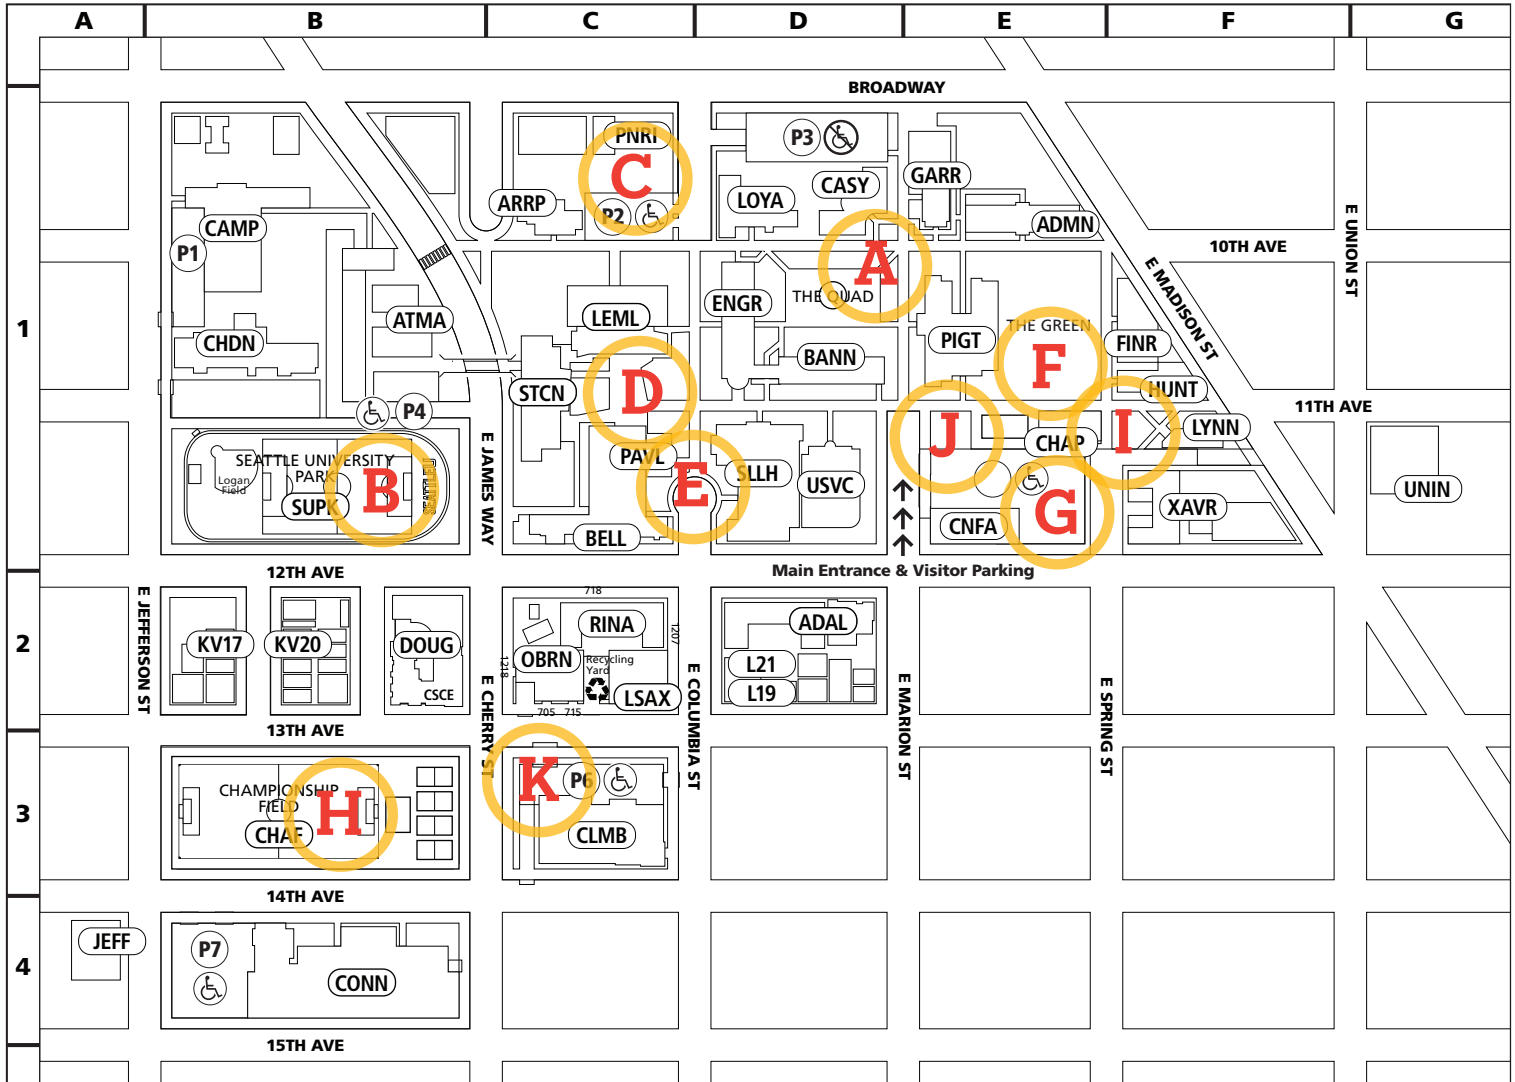 A B C D E F G
BROADWAY
1
PNRI
P3
C
CASY
GARR
LOYA
ARRP
P2
CAMP
ADMN
P1
10TH AVE
E UNION ST
A
E MADISON ST
THE QUAD
ENGR
LEML
ATMA
THE GREEN
CHDN
PIGT
FINR
BANN
F
HUNT
STCN
D
P4
11TH AVE
LYNN
J
I
CHAP
E JAMES WAY
SEATTLE UNIVERSITY
PARK
PAVL
SLLH
USVC
Logan
Field
B
E
UNIN
SUPK
XAVR
G
CNFA
BELL
12TH AVE
Main Entrance & Visitor Parking
2
E JEFFERSON ST
718
ADAL
RINA
1207
KV17
KV20
DOUG
OBRN
Recycling
Yard
1218
L21
L19
CSCE
LSAX
705 715
E CHERRY ST
E COLUMBIA ST
E MARION ST
E SPRING ST
13TH AVE
3
K
P6
CHAMPIONSHIP
FIELD
H
CHAF
CLMB
14TH AVE
4
JEFF
P7
CONN
15TH AVE